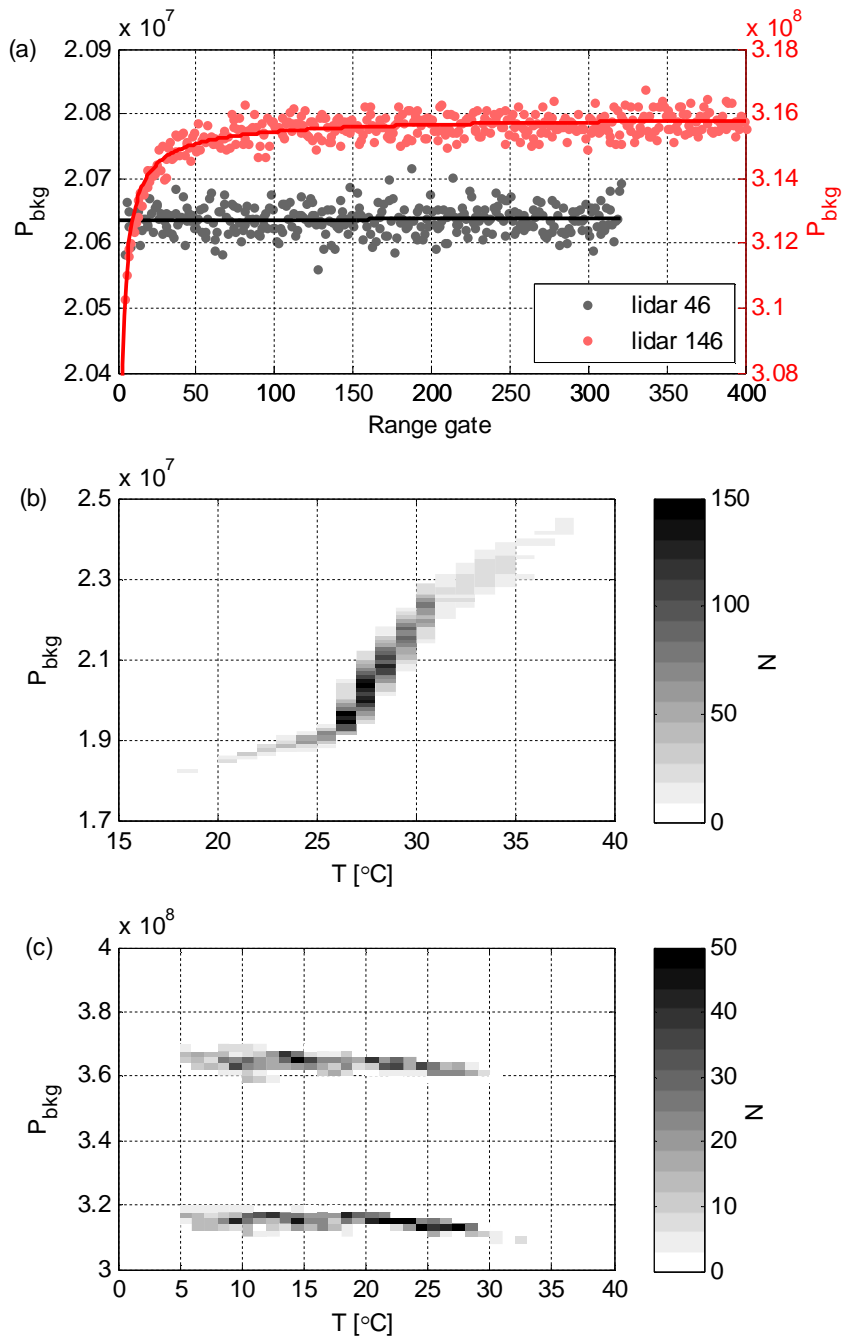 (a)
x 10^7
x 10^8
2.09
2.08
2.07
2.06
2.05
2.04
P_bkg
3.18
3.16
3.14
3.12
3.1
3.08
P_bkg
0 50 100 150 200 250 300 350 400
Range gate
lidar 46
lidar 146
(b)
x 10^7
2.5
2.3
2.1
1.9
1.7
P_bkg
15 20 25 30 35 40
T [°C]
150
100
50
0
N
(c)
x 10^8
4
3.8
3.6
3.4
3.2
3
P_bkg
0 5 10 15 20 25 30 35 40
T [°C]
50
40
30
20
10
0
N